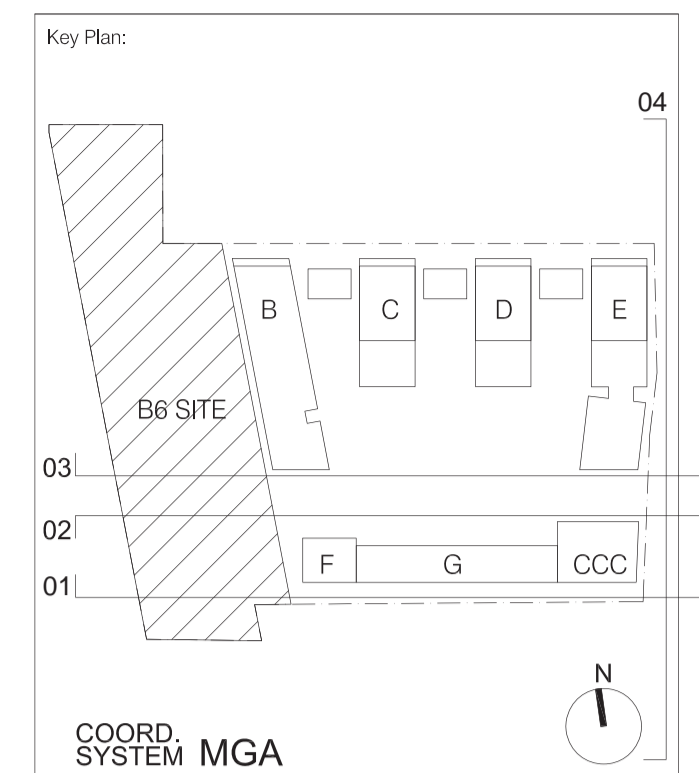 Key Plan:
04
B
C
D
E
B6 SITE
03
02
F
G
CCC
01
N
COORD.
SYSTEM MGA